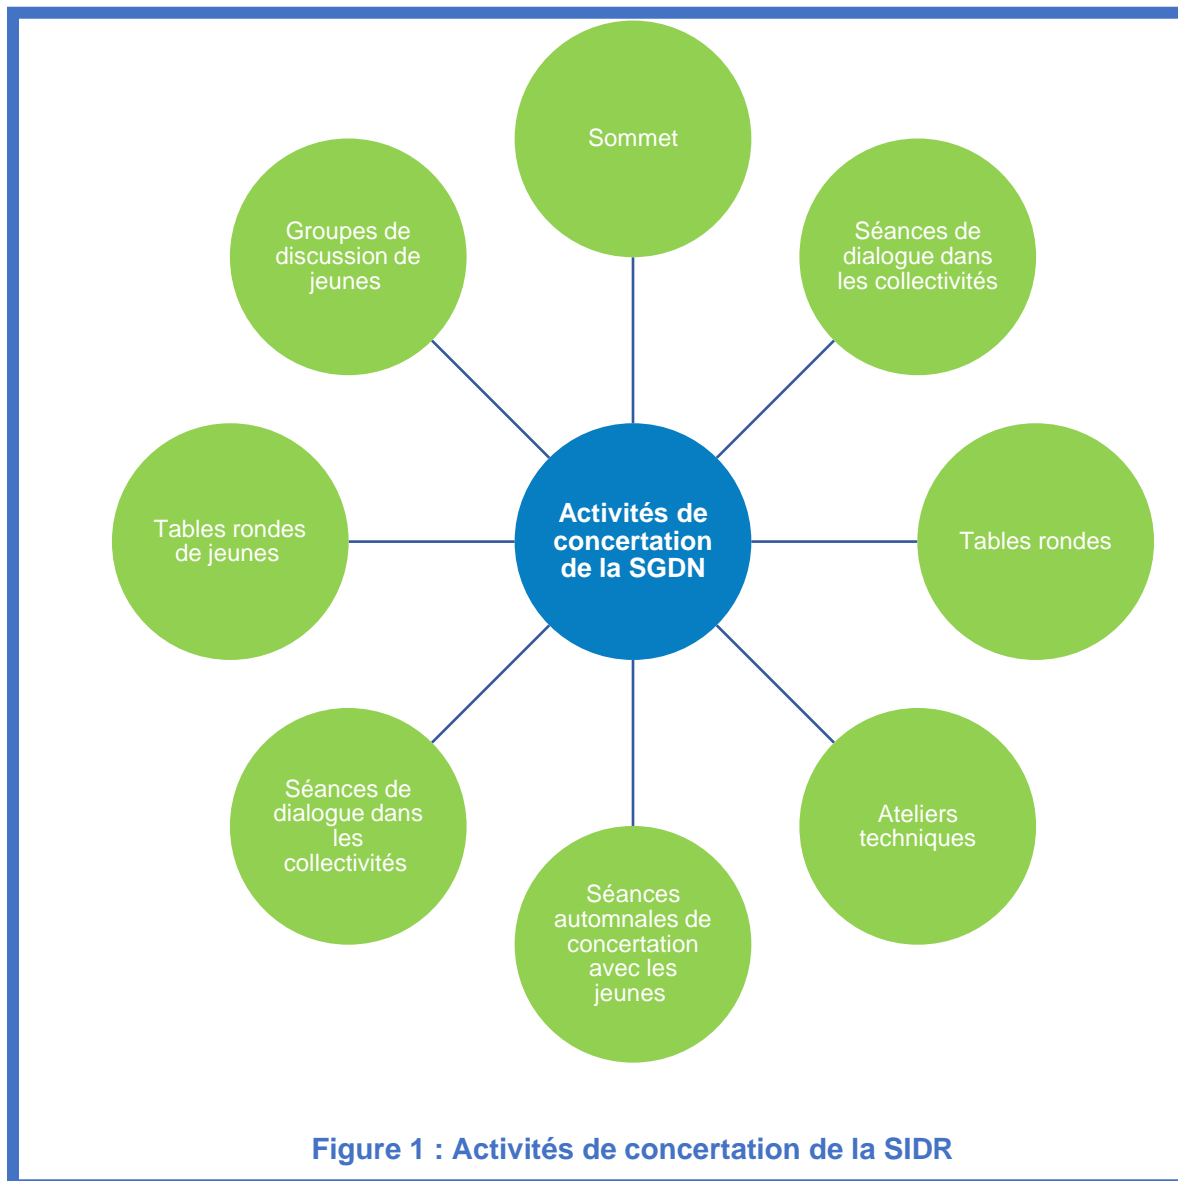 Sommet
Groupes de
discussion de
jeunes
Séances de
dialogue dans
les collectivités
Tables rondes
de jeunes
Activités de
concertation
de la SGDN
Tables rondes
Séances de
dialogue dans
les
collectivités
Ateliers
techniques
Séances
automnales de
concertation
avec les
jeunes
Figure 1 : Activités de concertation de la SIDR